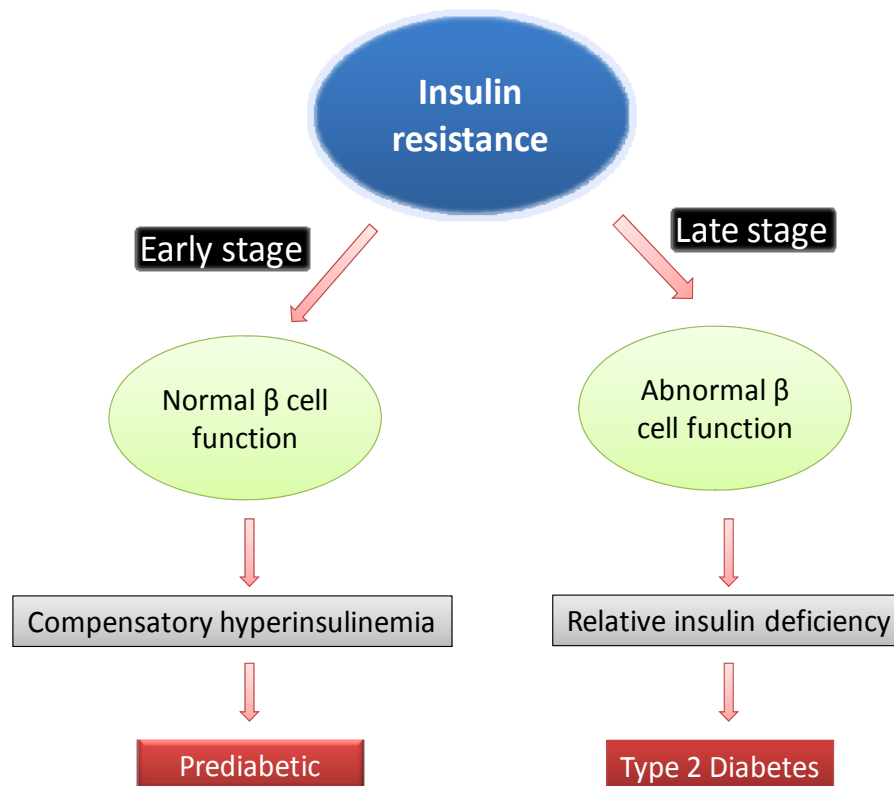 Insulin
resistance
Early stage
Late stage
Normal β cell
function
Abnormal β
cell function
Compensatory hyperinsulinemia
Relative insulin deficiency
Prediabetic
Type 2 Diabetes